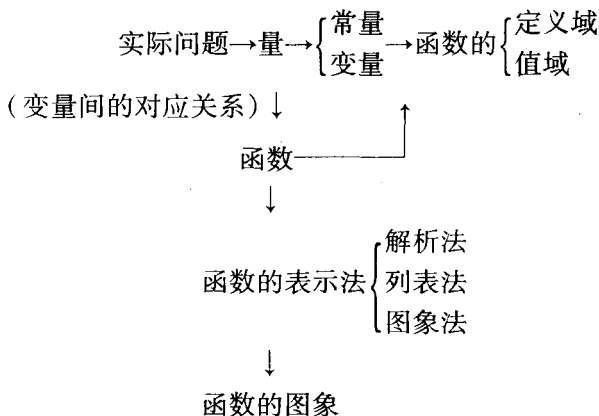 实际问题→量→{常量 变量→函数的{定义域 值域
(变量间的对应关系)↓
函数
↓
函数的表示法{解析法 列表法 图象法
↓
函数的图象